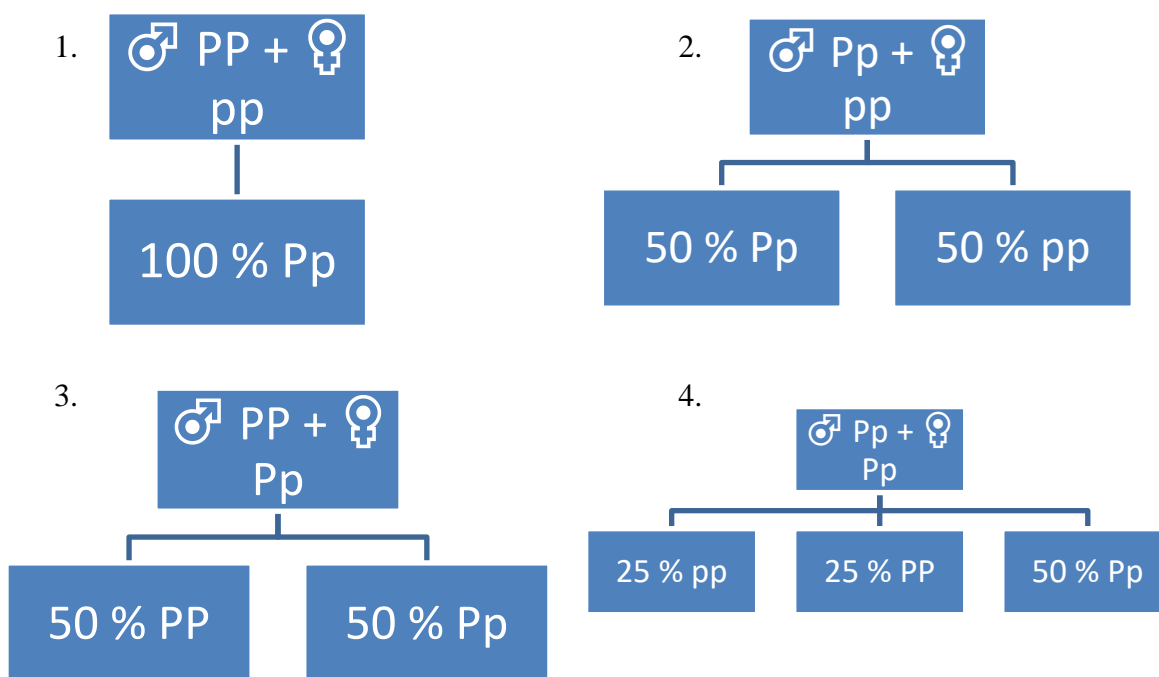 1.
♂ PP + ♀
pp
100 % Pp
2.
♂ Pp + ♀
pp
50 % Pp
50 % pp
3.
♂ PP + ♀
Pp
50 % PP
50 % Pp
4.
♂ Pp + ♀
Pp
25 % pp
25 % PP
50 % Pp